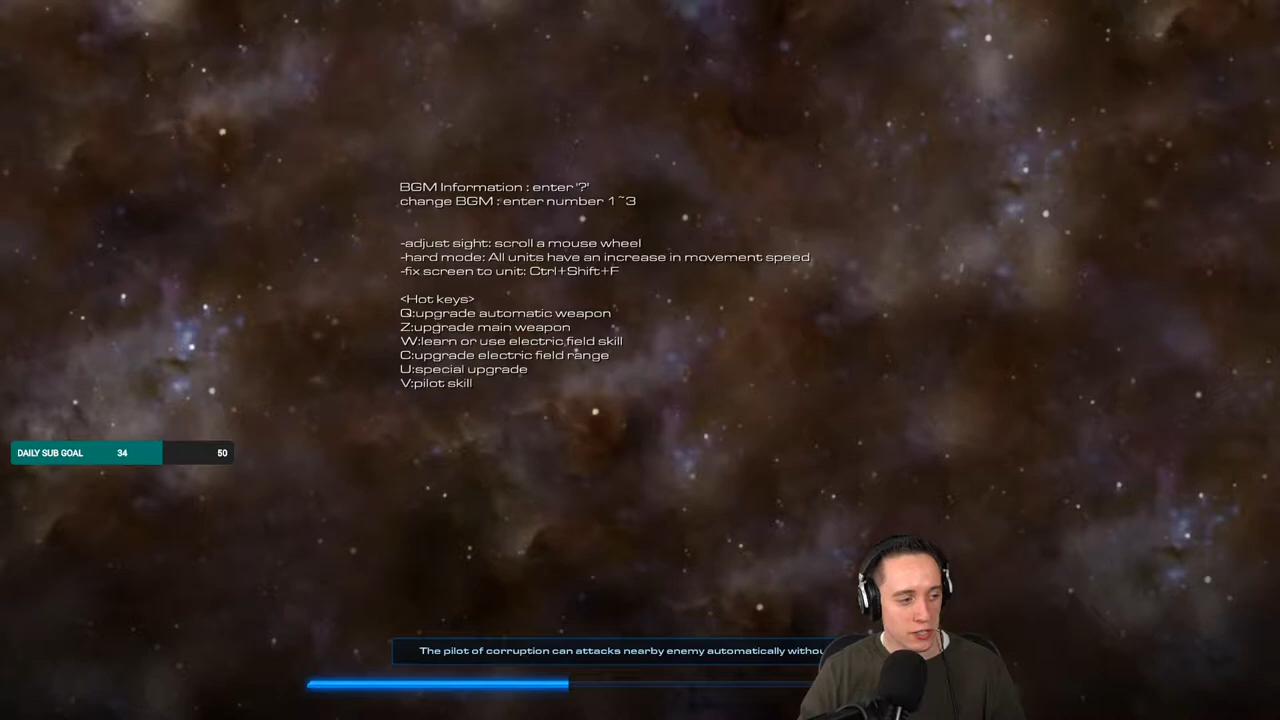 BGM Information : enter '?'
change BGM : enter number 1~3
-adjust sight: scroll a mouse wheel
-hard mode: All units have an increase in movement speed
-fix screen to unit: Ctrl+Shift+F
<Hot keys>
Q:upgrade automatic weapon
Z:upgrade main weapon
W:learn or use electric field skill
C:upgrade electric field range
U:special upgrade
V:pilot skill
DAILY SUB GOAL 34 50
The pilot of corruption can attacks nearby enemy automatically